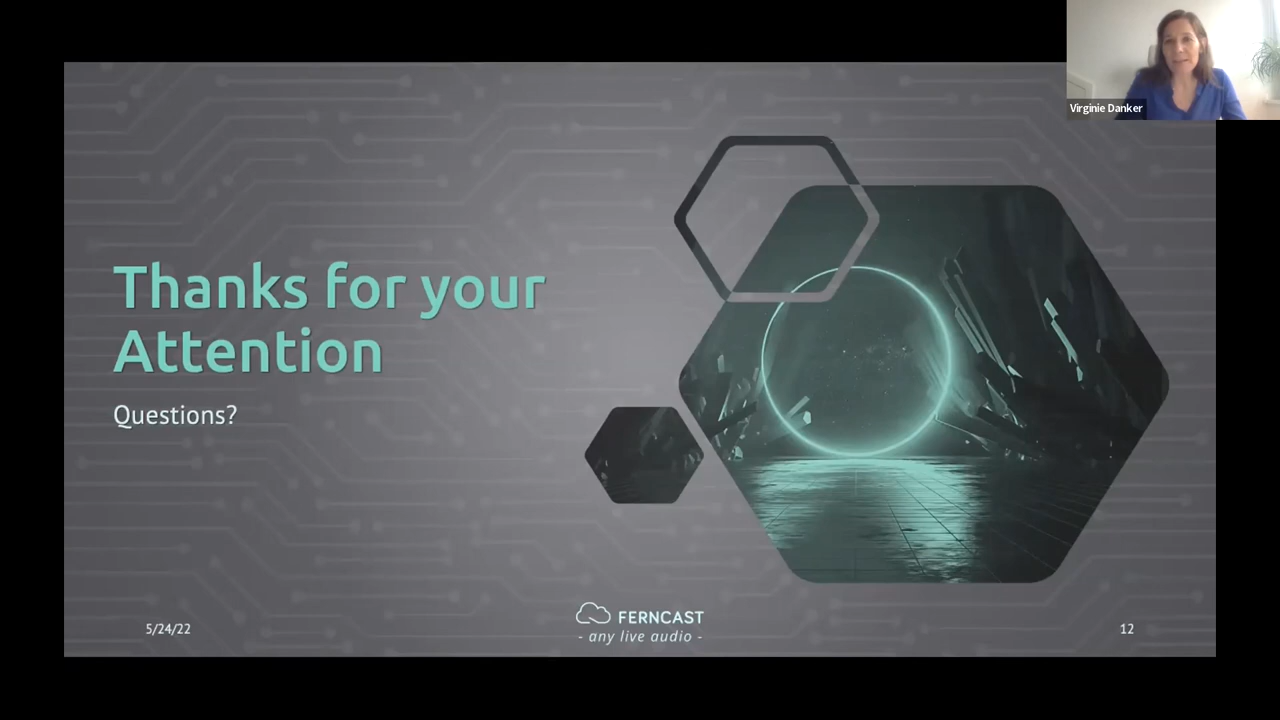 Virginie Danker
Thanks for your
Attention
Questions?
5/24/22
FERNCAST
- any live audio -
12